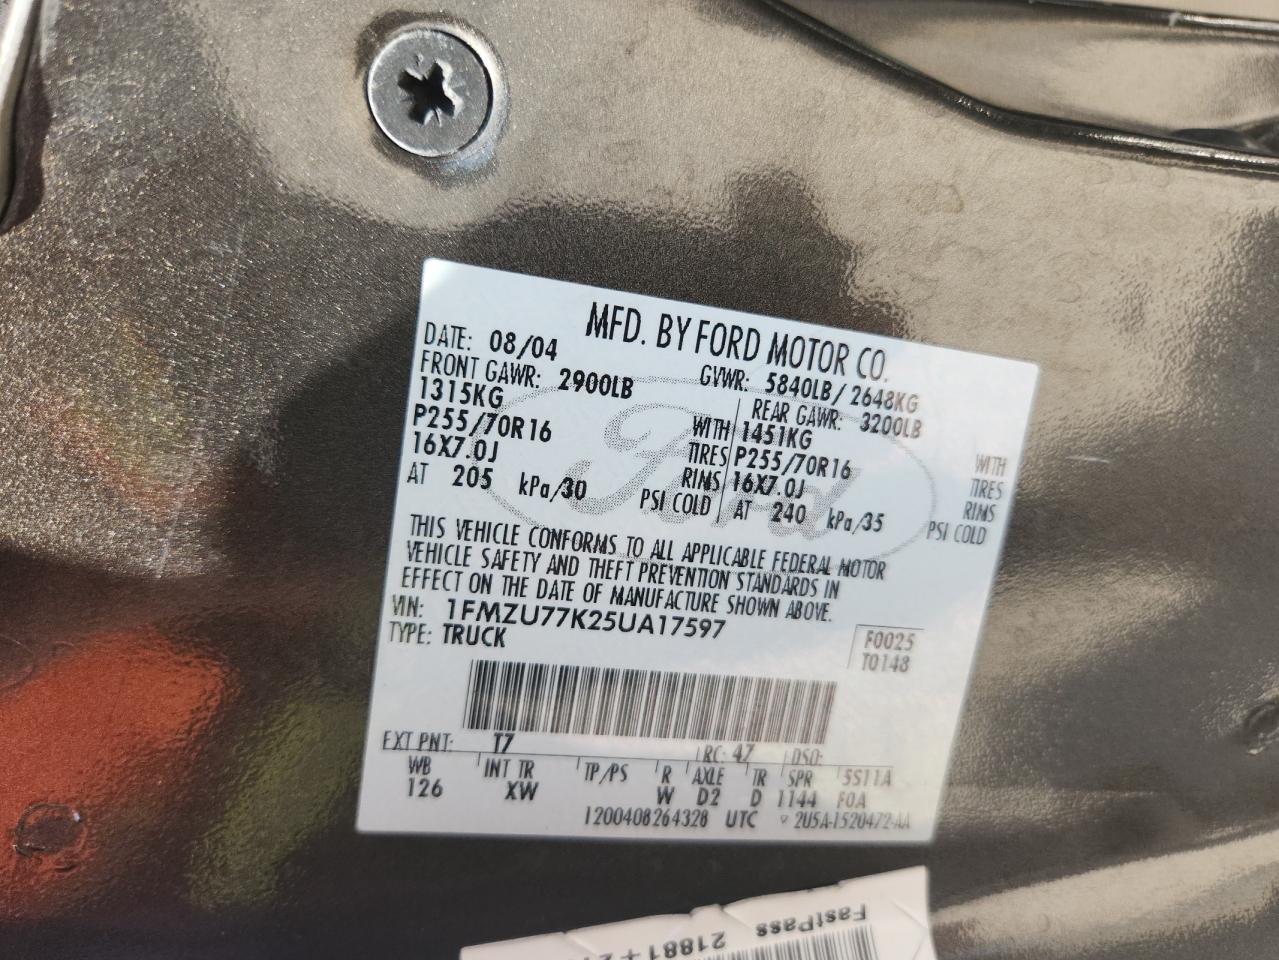 MFD. BY FORD MOTOR CO.
DATE: 08/04 GVWR: 5840LB/ 2648KG
FRONT GAWR: 2900LB REAR GAWR: 3200LB
1315KG WITH 1451KG WITH
P255/70R16 TIRES P255/70R16 TIRES
16X7.0J RIMS 16X7.0J RIMS
AT 205 kPa/30 PSI COLD AT 240 kPa/35 PSI COLD
Ford
THIS VEHICLE CONFORMS TO ALL APPLICABLE FEDERAL MOTOR
VEHICLE SAFETY AND THEFT PREVENTION STANDARDS IN
EFFECT ON THE DATE OF MANUFACTURE SHOWN ABOVE.
VIN: 1FMZU77K25UA17597
TYPE: TRUCK
F0025
T0148
EXT PNT: T7 RC: 47 DSO:
WB INT TR TP/PS R AXLE TR SPR 5S11A
126 XW W D2 D 1144 F0A
1200408264328 UTC 2U5A-1520472-AA
FastPass